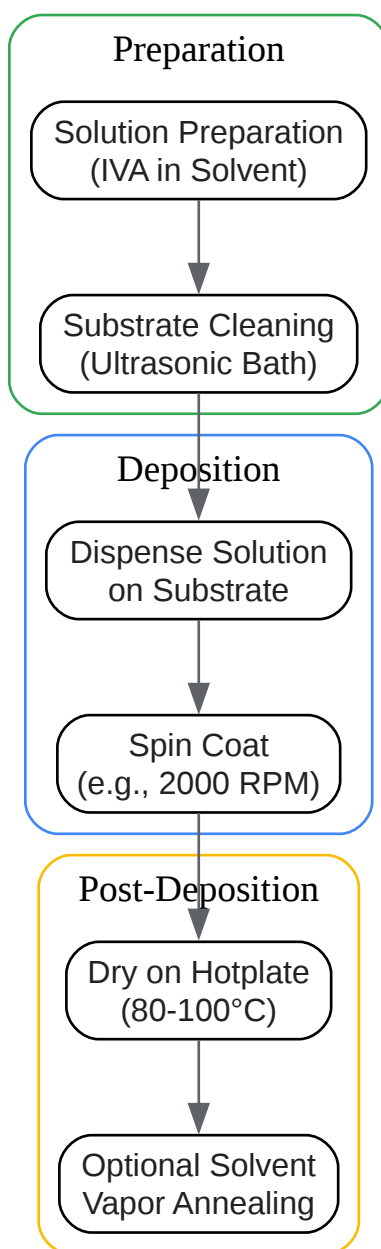 Preparation
Solution Preparation
(IVA in Solvent)
Substrate Cleaning
(Ultrasonic Bath)
Deposition
Dispense Solution
on Substrate
Spin Coat
(e.g., 2000 RPM)
Post-Deposition
Dry on Hotplate
(80-100°C)
Optional Solvent
Vapor Annealing